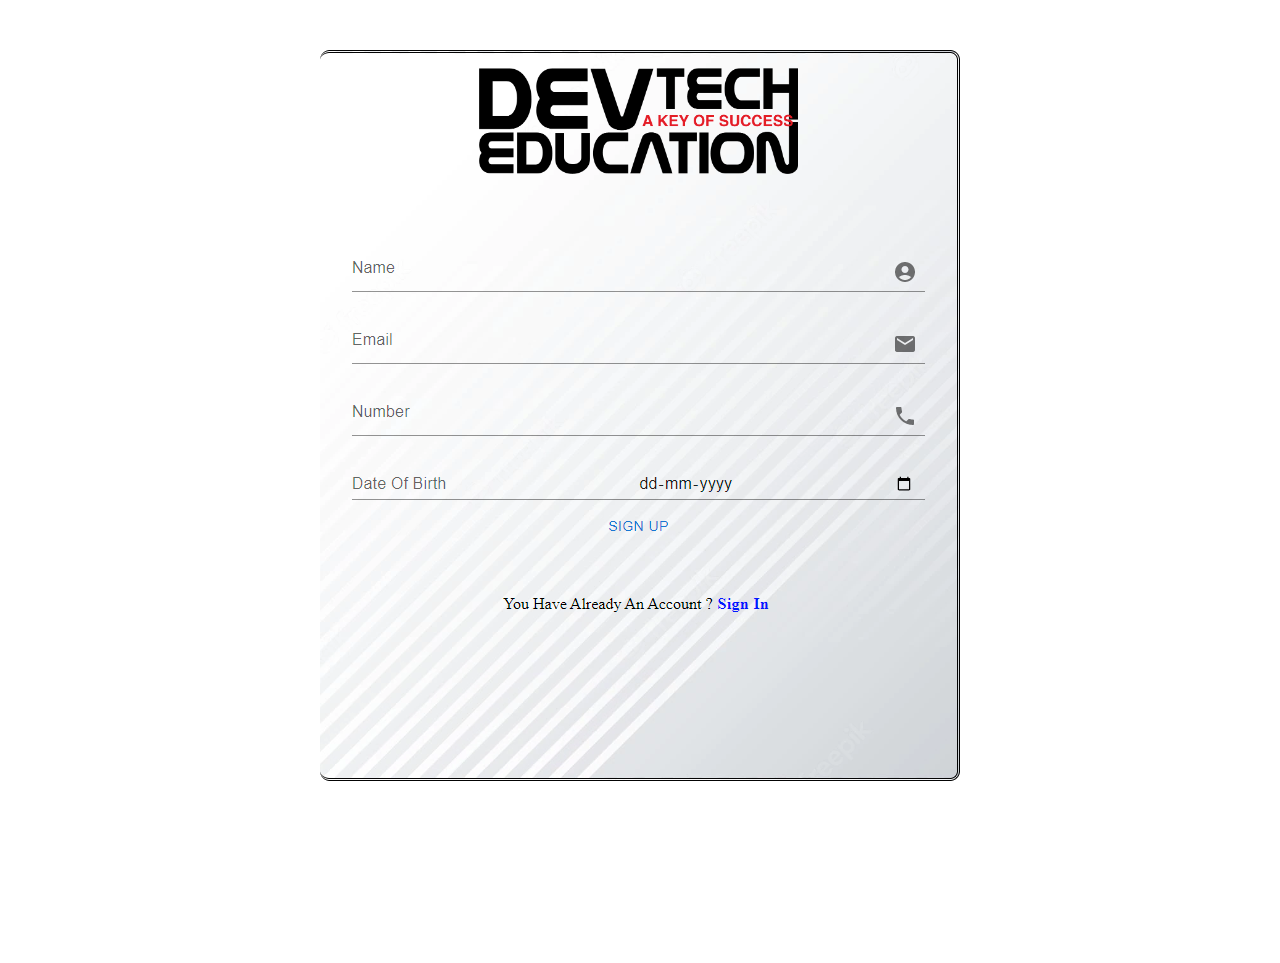 DEVTECH
A KEY OF SUCCESS
EDUCATION
Name
Email
Number
Date Of Birth dd-mm-yyyy
SIGN UP
You Have Already An Account ? Sign In